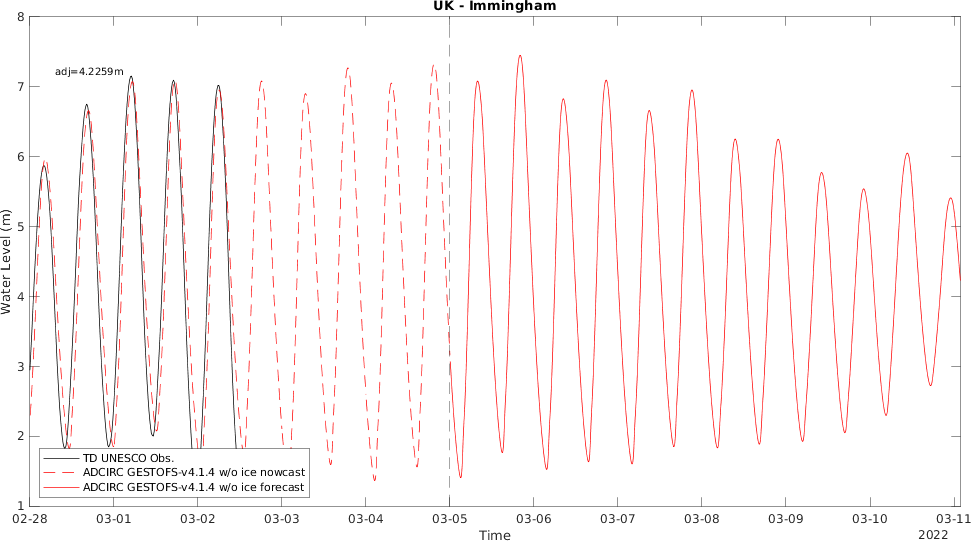 UK - Immingham
8
adj=4.2259m
7
6
5
4
3
2
1
Water Level (m)
TD UNESCO Obs.
ADCIRC GESTOFS-v4.1.4 w/o ice nowcast
ADCIRC GESTOFS-v4.1.4 w/o ice forecast
02-28 03-01 03-02 03-03 03-04 03-05 03-06 03-07 03-08 03-09 03-10 03-11
Time
2022